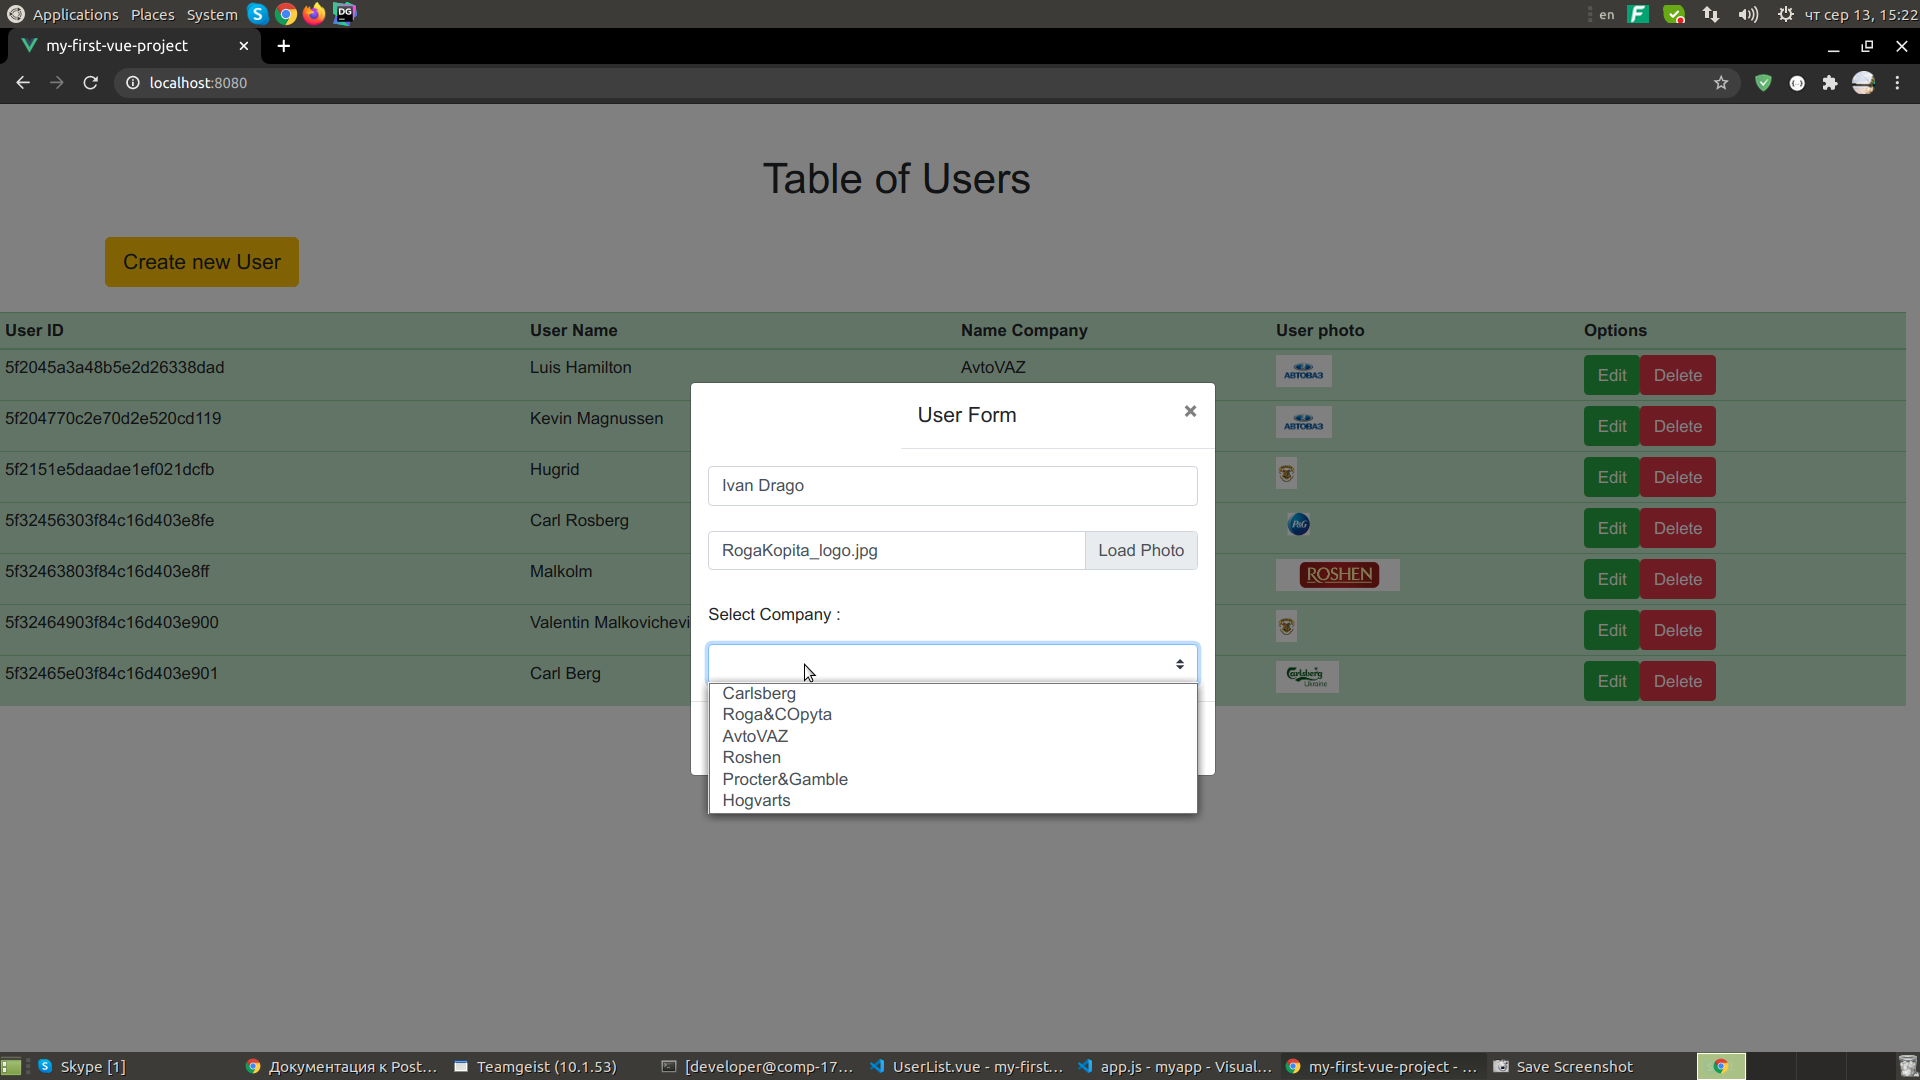 Applications Places System DG en чт сер 13, 15:22
my-first-vue-project
localhost:8080
Table of Users
Create new User
User ID User Name Name Company User photo Options
5f2045a3a48b5e2d26338dad Luis Hamilton AvtoVAZ АВТОВАЗ Edit Delete
5f204770c2e70d2e520cd119 Kevin Magnussen АВТОВАЗ Edit Delete
5f2151e5daadae1ef021dcfb Hugrid Edit Delete
5f32456303f84c16d403e8fe Carl Rosberg P&G Edit Delete
5f32463803f84c16d403e8ff Malkolm ROSHEN Edit Delete
5f32464903f84c16d403e900 Valentin Malkovichevi Edit Delete
5f32465e03f84c16d403e901 Carl Berg Carlsberg Ukraine Edit Delete
User Form ×
Ivan Drago
RogaKopita_logo.jpg Load Photo
Select Company :
Carlsberg
Roga&COpyta
AvtoVAZ
Roshen
Procter&Gamble
Hogvarts
Skype [1] Документация к Post... Teamgeist (10.1.53) [developer@comp-17... UserList.vue - my-first... app.js - myapp - Visual... my-first-vue-project - ... Save Screenshot